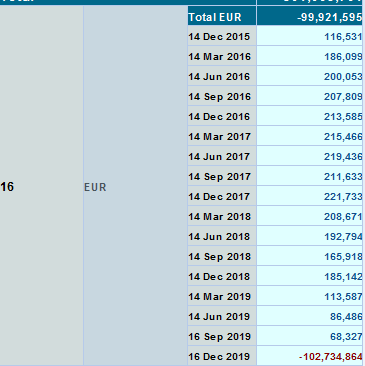 Total EUR -99,921,595
14 Dec 2015 116,531
14 Mar 2016 186,099
14 Jun 2016 200,053
14 Sep 2016 207,809
14 Dec 2016 213,585
14 Mar 2017 215,466
14 Jun 2017 219,436
14 Sep 2017 211,633
14 Dec 2017 221,733
14 Mar 2018 208,671
14 Jun 2018 192,794
14 Sep 2018 165,918
14 Dec 2018 185,142
14 Mar 2019 113,587
14 Jun 2019 86,486
16 Sep 2019 68,327
16 Dec 2019 -102,734,864
16 EUR